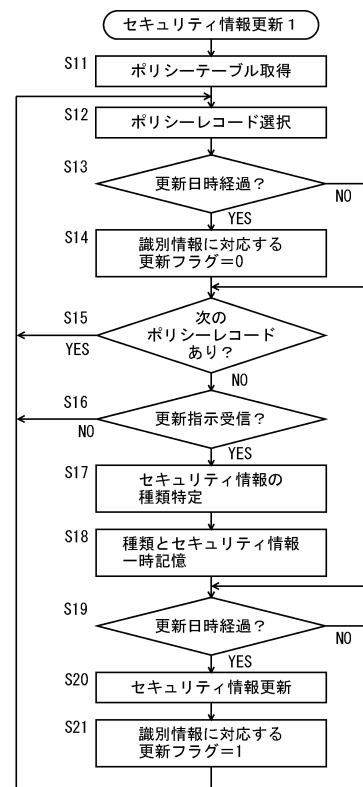 セキュリティ情報更新1
S11
ポリシーテーブル取得
S12
ポリシーレコード選択
S13
更新日時経過？
NO
YES
S14
識別情報に対応する
更新フラグ=0
S15
次の
ポリシーレコード
あり？
YES
NO
S16
更新指示受信？
NO
YES
S17
セキュリティ情報の
種類特定
S18
種類とセキュリティ情報
一時記憶
S19
更新日時経過？
NO
YES
S20
セキュリティ情報更新
S21
識別情報に対応する
更新フラグ=1